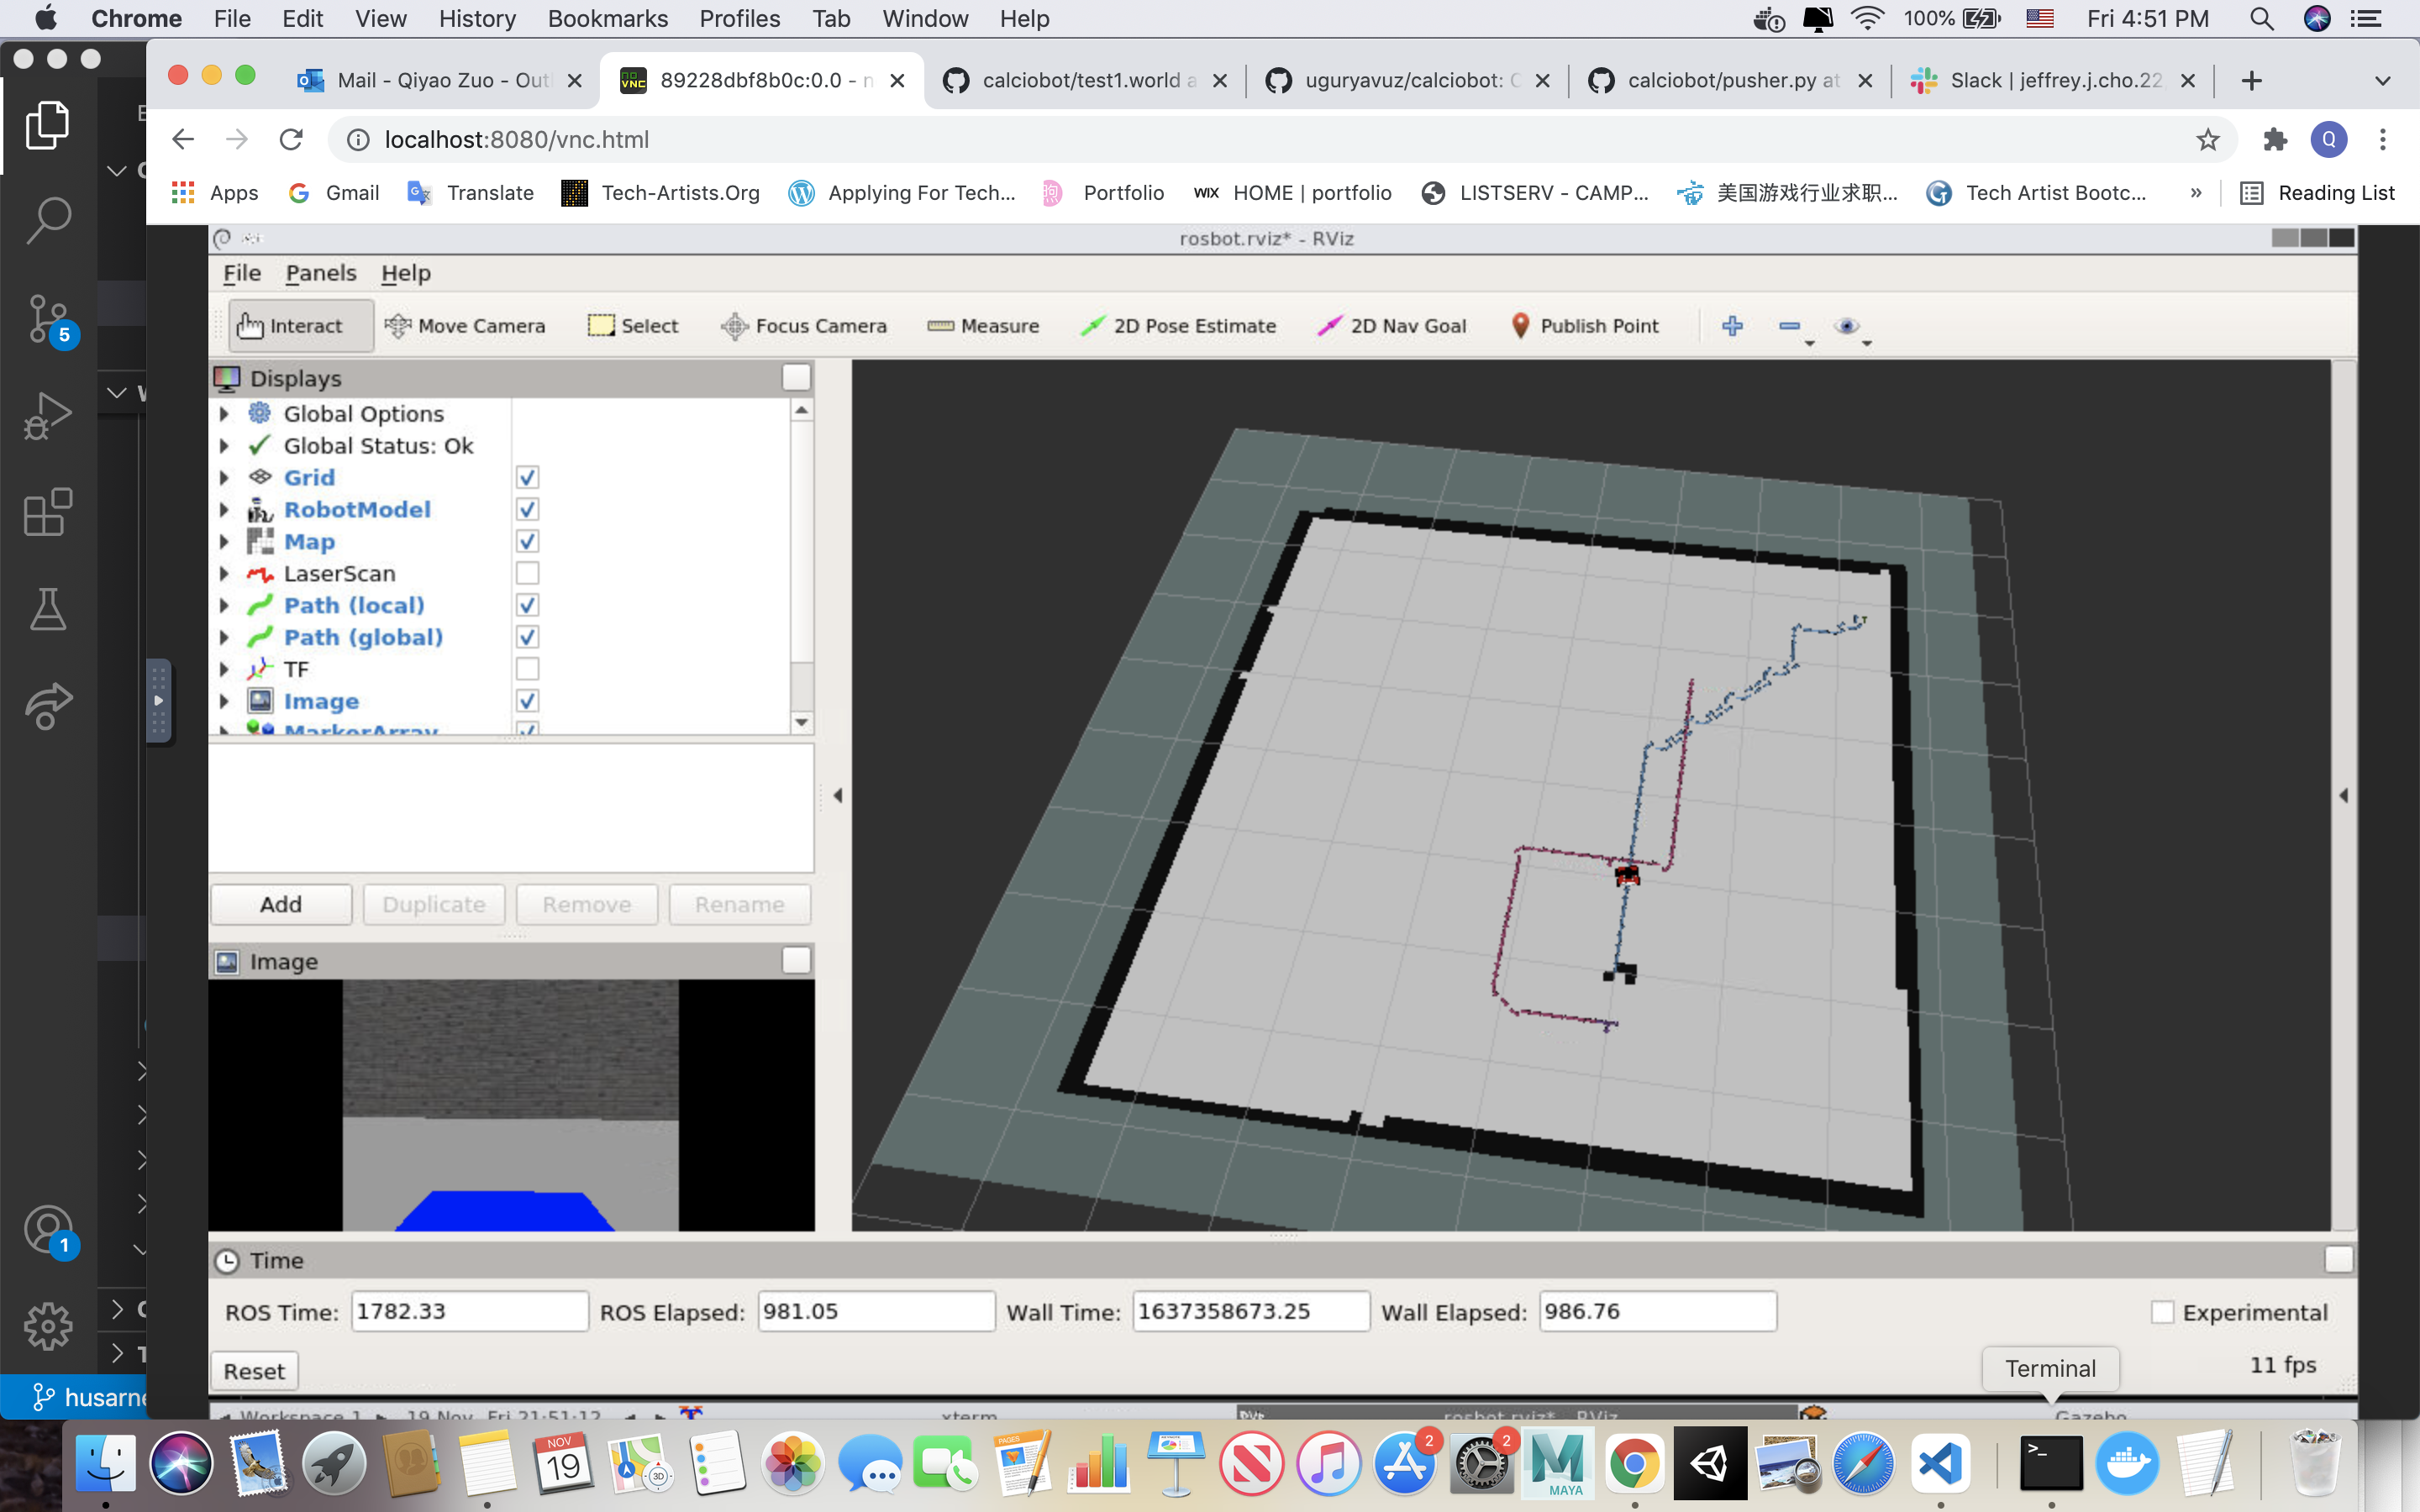 Chrome File Edit View History Bookmarks Profiles Tab Window Help 100% Fri 4:51 PM
Mail - Qiyao Zuo - Out 89228dbf8b0c:0.0 - n calciobot/test1.world a uguryavuz/calciobot: C calciobot/pusher.py at Slack | jeffrey.j.cho.22
localhost:8080/vnc.html Q
Apps Gmail Translate Tech-Artists.Org Applying For Tech... Portfolio WIX HOME | portfolio LISTSERV - CAMP... 美国游戏行业求职... Tech Artist Bootc... » Reading List
rosbot.rviz* - RViz
File Panels Help
Interact Move Camera Select Focus Camera Measure 2D Pose Estimate 2D Nav Goal Publish Point
5
Displays
Global Options
Global Status: Ok
Grid
RobotModel
Map
LaserScan
Path (local)
Path (global)
TF
Image
MarkerArray
Add Duplicate Remove Rename
Image
1
Time
ROS Time: 1782.33 ROS Elapsed: 981.05 Wall Time: 1637358673.25 Wall Elapsed: 986.76 Experimental
Reset 11 fps
Terminal
husarne
Workspace 1 19 Nov, Fri 21:51:12 xterm rosbot.rviz* - RViz Gazebo
NOV
19
3D
2
2
MAYA
>_